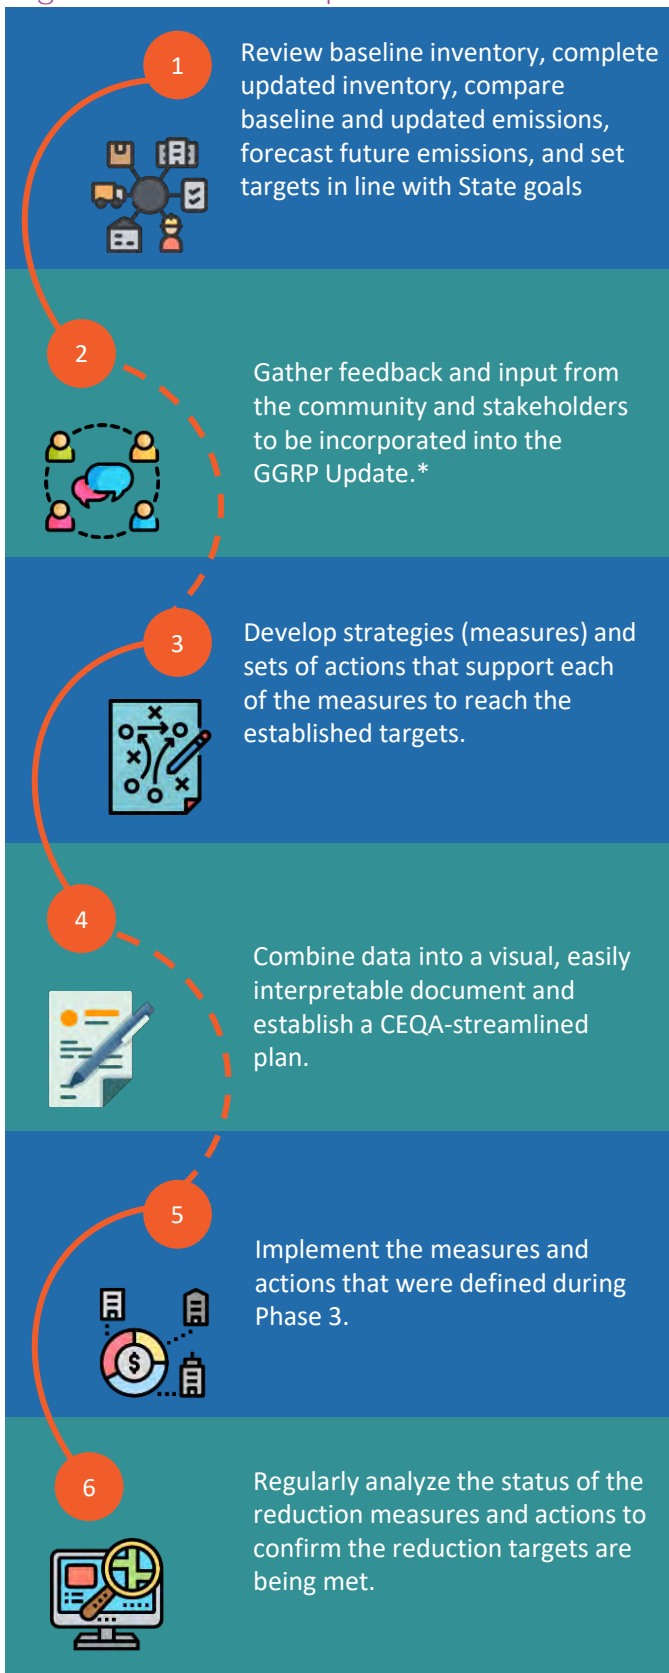 1
Review baseline inventory, complete
updated inventory, compare
baseline and updated emissions,
forecast future emissions, and set
targets in line with State goals
2
Gather feedback and input from
the community and stakeholders
to be incorporated into the
GGRP Update.*
3
Develop strategies (measures) and
sets of actions that support each
of the measures to reach the
established targets.
4
Combine data into a visual, easily
interpretable document and
establish a CEQA-streamlined
plan.
5
Implement the measures and
actions that were defined during
Phase 3.
$
6
Regularly analyze the status of the
reduction measures and actions to
confirm the reduction targets are
being met.